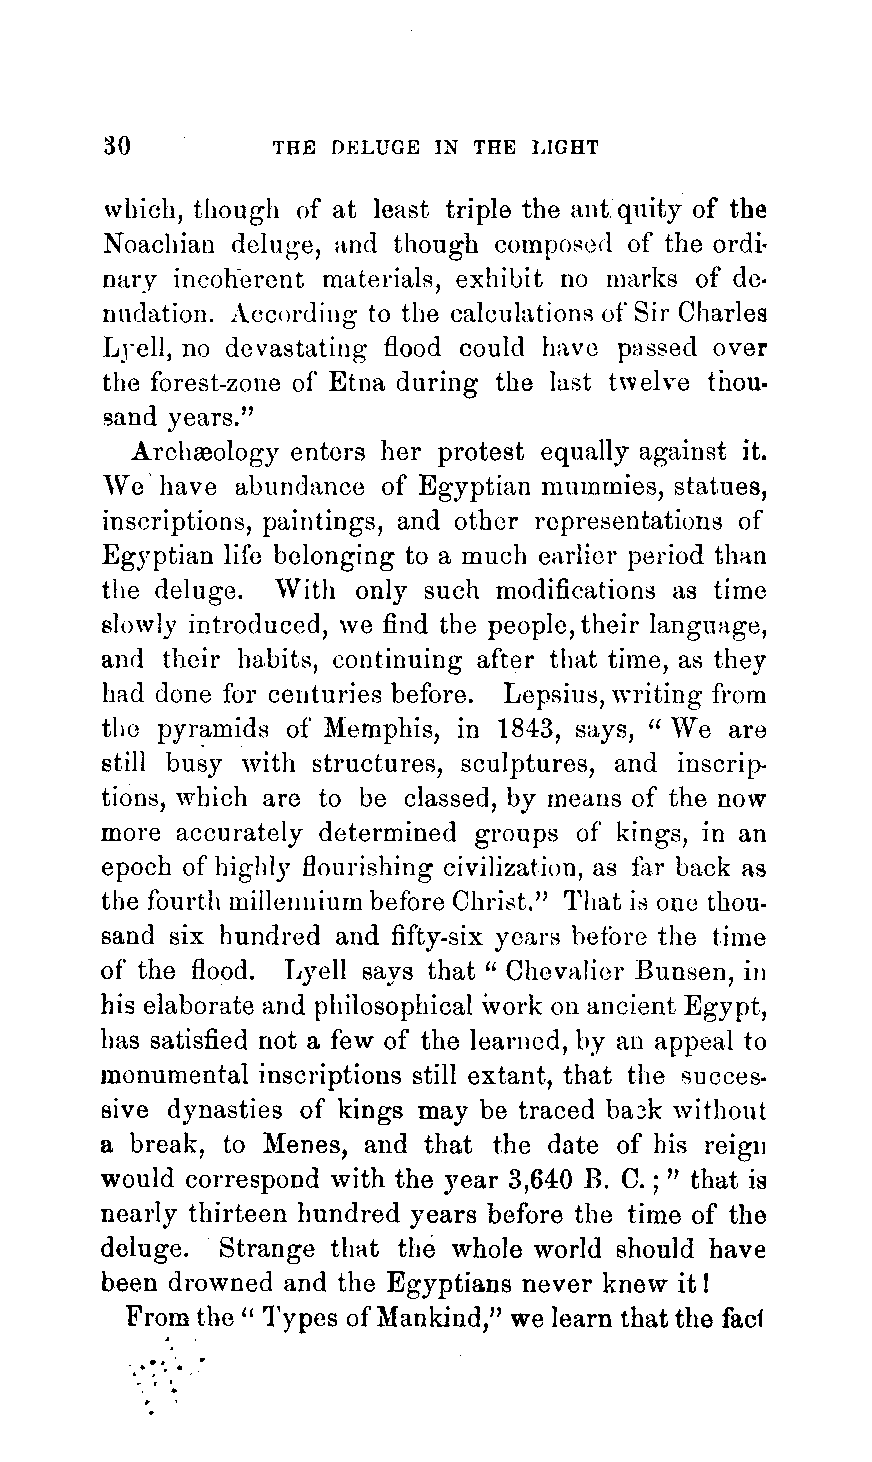 30 THE DELUGE IN THE LIGHT
which, though of at least triple the ant quity of the
Noachian deluge, and though composed of the ordi-
nary incoherent materials, exhibit no marks of de-
nudation. According to the calculations of Sir Charles
Lyell, no devastating flood could have passed over
the forest-zone of Etna during the last twelve thou-
sand years."
Archæology enters her protest equally against it.
We have abundance of Egyptian mummies, statues,
inscriptions, paintings, and other representations of
Egyptian life belonging to a much earlier period than
the deluge. With only such modifications as time
slowly introduced, we find the people, their language,
and their habits, continuing after that time, as they
had done for centuries before. Lepsius, writing from
the pyramids of Memphis, in 1843, says, “ We are
still busy with structures, sculptures, and inscrip-
tions, which are to be classed, by means of the now
more accurately determined groups of kings, in an
epoch of highly flourishing civilization, as far back as
the fourth millennium before Christ." That is one thou-
sand six hundred and fifty-six years before the time
of the flood. Lyell says that “ Chevalier Bunsen, in
his elaborate and philosophical work on ancient Egypt,
has satisfied not a few of the learned, by an appeal to
monumental inscriptions still extant, that the succes-
sive dynasties of kings may be traced back without
a break, to Menes, and that the date of his reign
would correspond with the year 3,640 B. C. ; ” that is
nearly thirteen hundred years before the time of the
deluge. Strange that the whole world should have
been drowned and the Egyptians never knew it!
From the “ Types of Mankind,” we learn that the fact